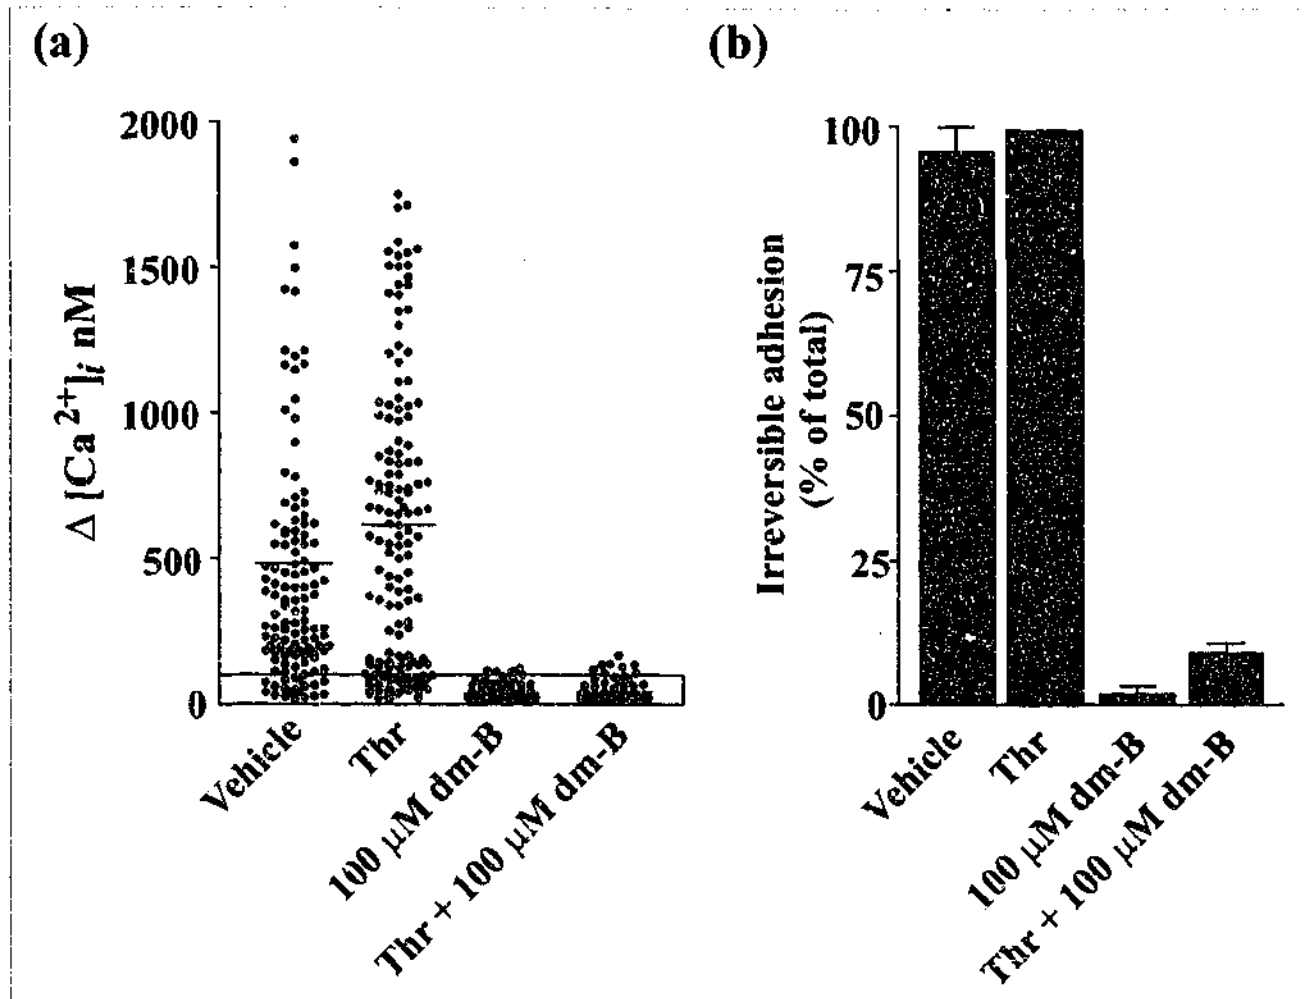 (a)
2000
1500
1000
500
0
Δ [Ca 2+]i nM
Vehicle
Thr
100 μM dm-B
Thr + 100 μM dm-B
(b)
100
75
50
25
0
Irreversible adhesion
(% of total)
Vehicle
Thr
100 μM dm-B
Thr + 100 μM dm-B